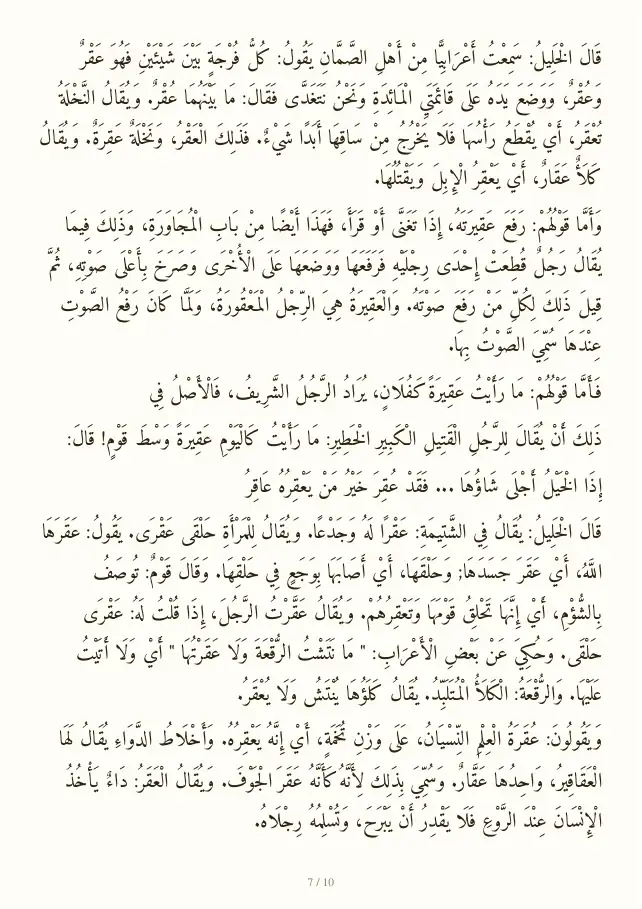 قَالَ الْخَلِيلُ: سَمِعْتُ أَعْرَابِيًّا مِنْ أَهْلِ الصَّمَّانِ يَقُولُ: كُلُّ فُرْجَةٍ بَيْنَ شَيْئَيْنِ فَهُوَ عَقْرٌ
وَعُقْرٌ، وَوَضَعَ يَدَهُ عَلَى قَائِمَتَيِ الْمَائِدَةِ وَنَحْنُ نَتَغَدَّى فَقَالَ: مَا بَيْنَهُمَا عُقْرٌ. وَيُقَالُ النَّخْلَةُ
تُعْقَرُ، أَيْ يُقْطَعُ رَأْسُهَا فَلَا يَخْرُجُ مِنْ سَاقِهَا أَبَدًا شَيْءٌ. فَذَلِكَ الْعَقْرُ، وَنَخْلَةٌ عَقِرَةٌ. وَيُقَالُ
كَلَأٌ عَقَارٌ، أَيْ يَعْقِرُ الْإِبِلَ وَيَقْتُلُهَا.
وَأَمَّا قَوْلُهُمْ: رَفَعَ عَقِيرَتَهُ، إِذَا تَغَنَّى أَوْ قَرَأَ، فَهَذَا أَيْضًا مِنْ بَابِ الْمُجَاوَرَةِ، وَذَلِكَ فِيمَا
يُقَالُ رَجُلٌ قُطِعَتْ إِحْدَى رِجْلَيْهِ فَرَفَعَهَا وَوَضَعَهَا عَلَى الْأُخْرَى وَصَرَخَ بِأَعْلَى صَوْتِهِ، ثُمَّ
قِيلَ ذَلِكَ لِكُلِّ مَنْ رَفَعَ صَوْتَهُ. وَالْعَقِيرَةُ هِيَ الرِّجْلُ الْمَعْقُورَةُ، وَلَمَّا كَانَ رَفْعُ الصَّوْتِ
عِنْدَهَا سُمِّيَ الصَّوْتُ بِهَا.
فَأَمَّا قَوْلُهُمْ: مَا رَأَيْتُ عَقِيرَةً كَفُلَانٍ، يُرَادُ الرَّجُلُ الشَّرِيفُ، فَالْأَصْلُ فِي
ذَلِكَ أَنْ يُقَالَ لِلرَّجُلِ الْقَتِيلِ الْكَبِيرِ الْخَطِيرِ: مَا رَأَيْتُ كَالْيَوْمِ عَقِيرَةً وَسْطَ قَوْمٍ! قَالَ:
إِذَا الْخَيْلُ أَجْلَى شَاؤُهَا ... فَقَدْ عُقِرَ خَيْرُ مَنْ يَعْقِرُهُ عَاقِرُ
قَالَ الْخَلِيلُ: يُقَالُ فِي الشَّتِيمَةِ: عَقْرًا لَهُ وَجَدْعًا. وَيُقَالُ لِلْمَرْأَةِ حَلْقَى عَقْرَى. يَقُولُ: عَقَرَهَا
اللَّهُ، أَيْ عَقَرَ جَسَدَهَا; وَحَلَقَهَا، أَيْ أَصَابَهَا بِوَجَعٍ فِي حَلْقِهَا. وَقَالَ قَوْمٌ: تُوصَفُ
بِالشُّؤْمِ، أَيْ إِنَّهَا تَحْلِقُ قَوْمَهَا وَتَعْقِرُهُمْ. وَيُقَالُ عَقَّرْتُ الرَّجُلَ، إِذَا قُلْتُ لَهُ: عَقْرَى
حَلْقَى. وَحُكِيَ عَنْ بَعْضِ الْأَعْرَابِ: " مَا نَتَشْتُ الرُّقْعَةَ وَلَا عَقَرْتُهَا " أَيْ وَلَا أَتَيْتُ
عَلَيْهَا. وَالرُّقْعَةُ: الْكَلَأُ الْمُتَلَبِّدُ. يُقَالُ كَلَؤُهَا يُنْتَشُ وَلَا يُعْقَرُ.
وَيَقُولُونَ: عُقَرَةُ الْعِلْمِ النِّسْيَانُ، عَلَى وَزْنِ تُخَمَةٍ، أَيْ إِنَّهُ يَعْقِرُهُ. وَأَخْلَاطُ الدَّوَاءِ يُقَالُ لَهَا
الْعَقَاقِيرُ، وَاحِدُهَا عَقَّارٌ. وَسُمِّيَ بِذَلِكَ لِأَنَّهُ كَأَنَّهُ عَقَرَ الْجَوْفَ. وَيُقَالُ الْعَقَرُ: دَاءٌ يَأْخُذُ
الْإِنْسَانَ عِنْدَ الرَّوْعِ فَلَا يَقْدِرُ أَنْ يَبْرَحَ، وَتُسْلِمُهُ رِجْلَاهُ.
7 / 10